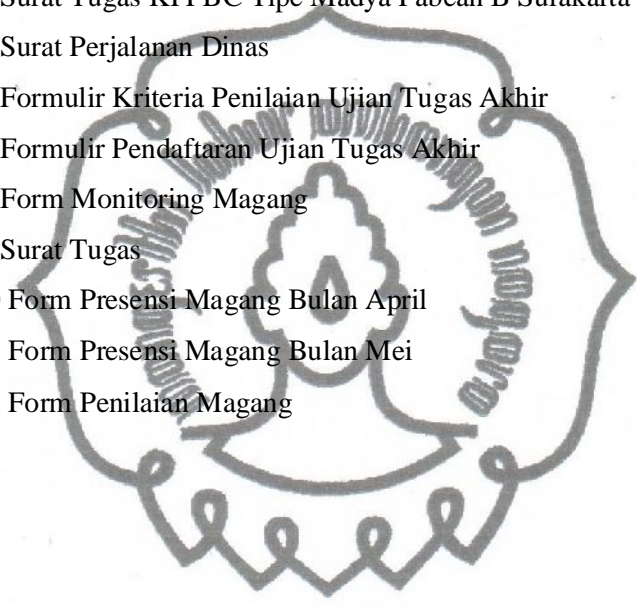 Surat Tugas KPPBC Tipe Madya Pabean B Surakarta
Surat Perjalanan Dinas
Formulir Kriteria Penilaian Ujian Tugas Akhir
Formulir Pendaftaran Ujian Tugas Akhir
Form Monitoring Magang
Surat Tugas
Form Presensi Magang Bulan April
Form Presensi Magang Bulan Mei
Form Penilaian Magang